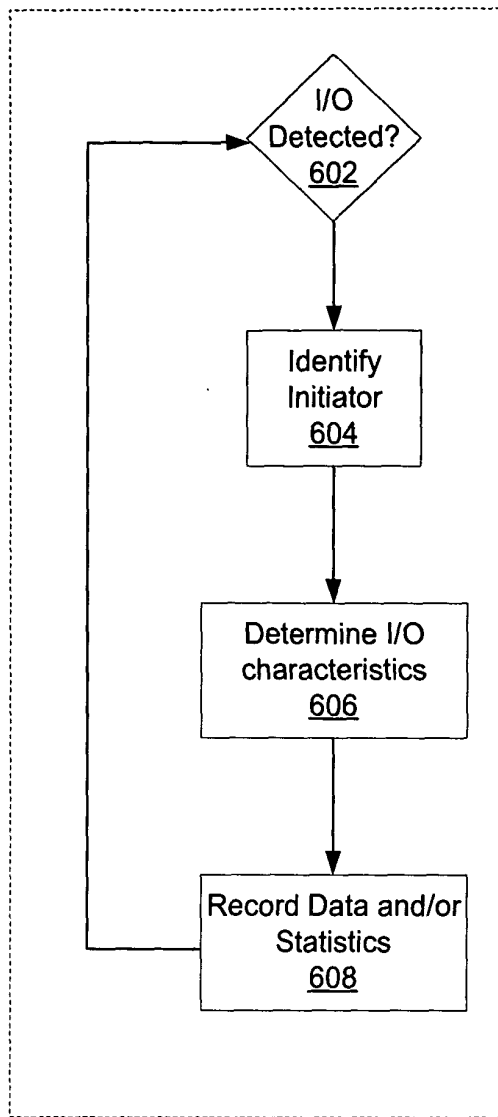 I/O
Detected?
602
Identify
Initiator
604
Determine I/O
characteristics
606
Record Data and/or
Statistics
608